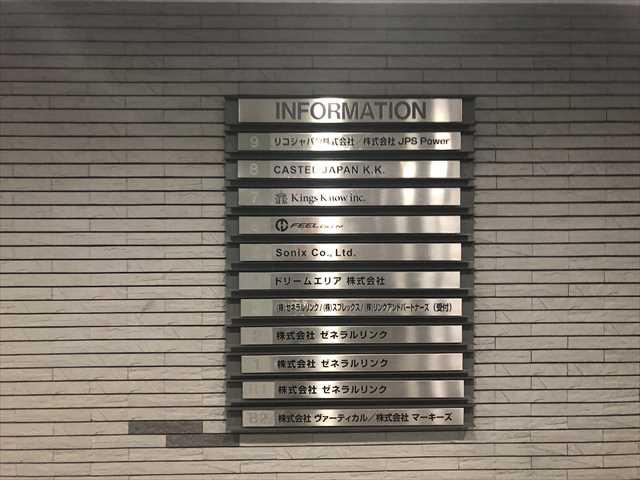 INFORMATION
9 リコジャパン株式会社／株式会社 JPS Power
8 CASTEL JAPAN K.K.
7 Kings Know inc.
Sonix Co., Ltd.
ドリームエリア 株式会社
(株)ゼネラルリンク/(株)スプレックス/(株)リンクアンドパートナーズ（受付）
株式会社 ゼネラルリンク
1 株式会社 ゼネラルリンク
B1 株式会社 ゼネラルリンク
B2 株式会社 ヴァーティカル／株式会社 マーキーズ